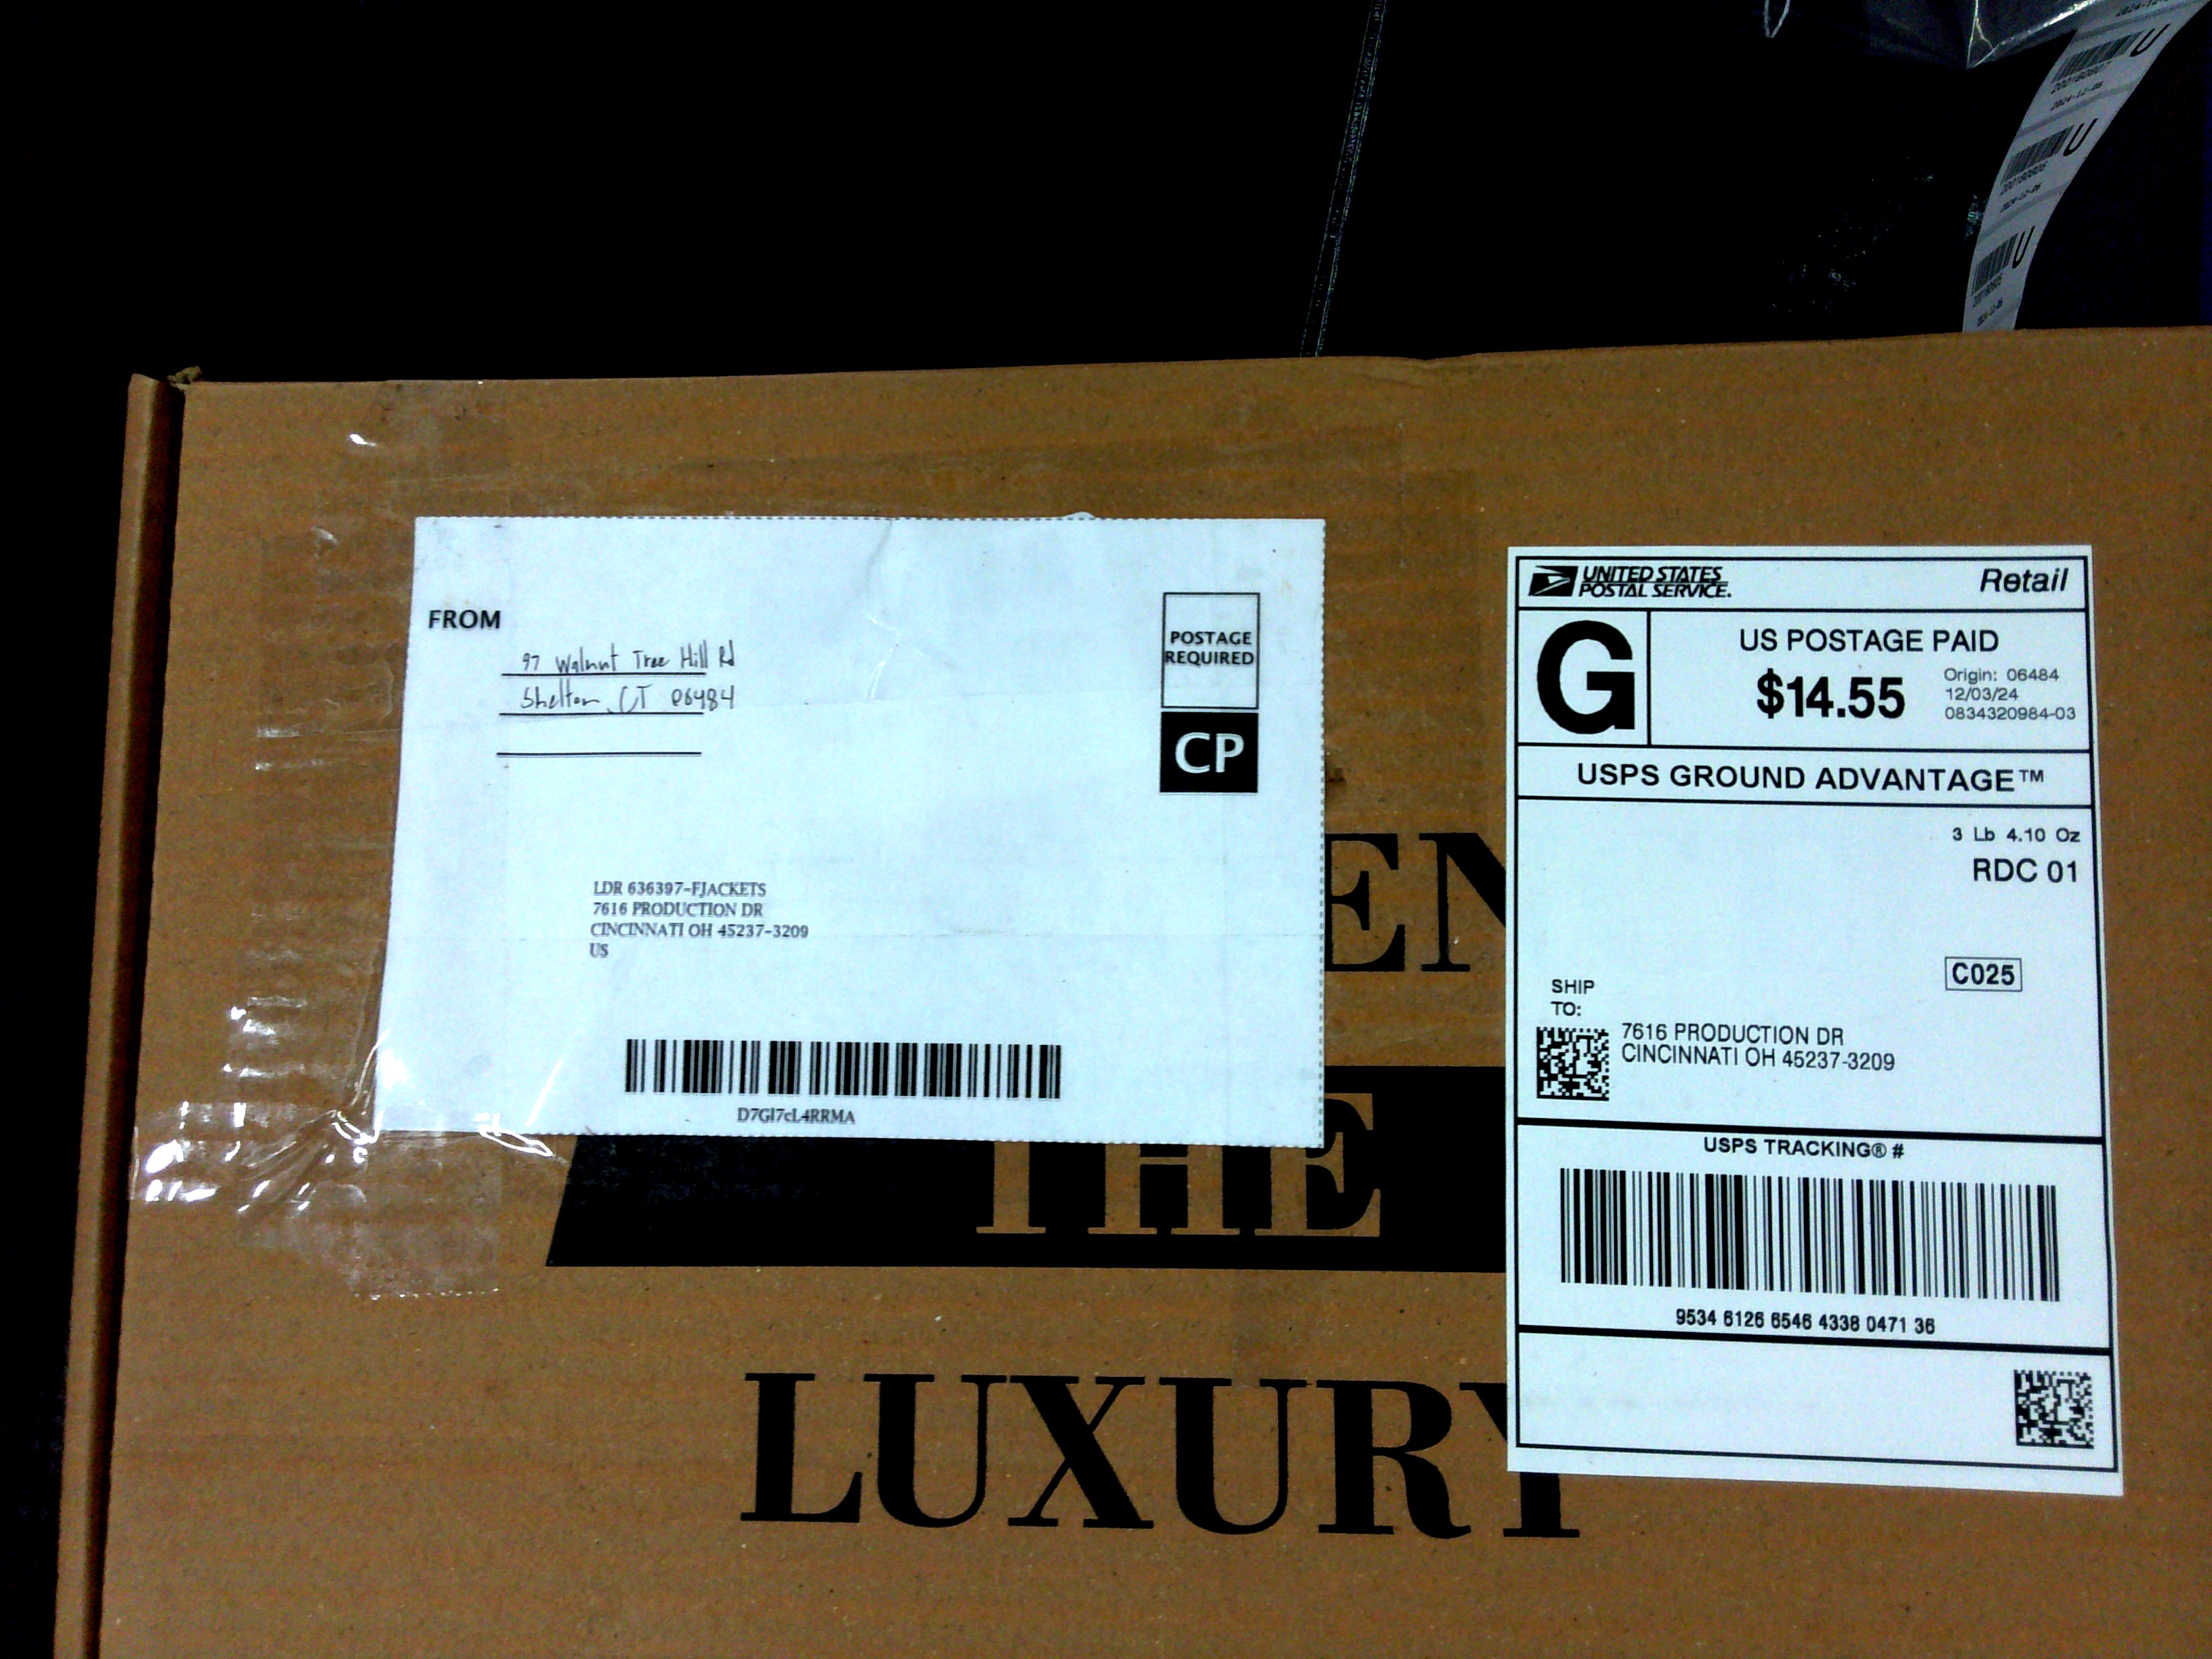 FROM
97 Walnut Tree Hill Rd
Shelton, CT 06484
POSTAGE
REQUIRED
CP
LDR 636397-FJACKETS
7616 PRODUCTION DR
CINCINNATI OH 45237-3209
US
D7Gl7cL4RRMA
UNITED STATES
POSTAL SERVICE.
Retail
G
US POSTAGE PAID
$14.55
Origin: 06484
12/03/24
0834320984-03
USPS GROUND ADVANTAGE™
3 Lb 4.10 Oz
RDC 01
C025
SHIP
TO:
7616 PRODUCTION DR
CINCINNATI OH 45237-3209
USPS TRACKING® #
9534 6126 6546 4338 0471 36
EN
THE
LUXURY
U
U
U